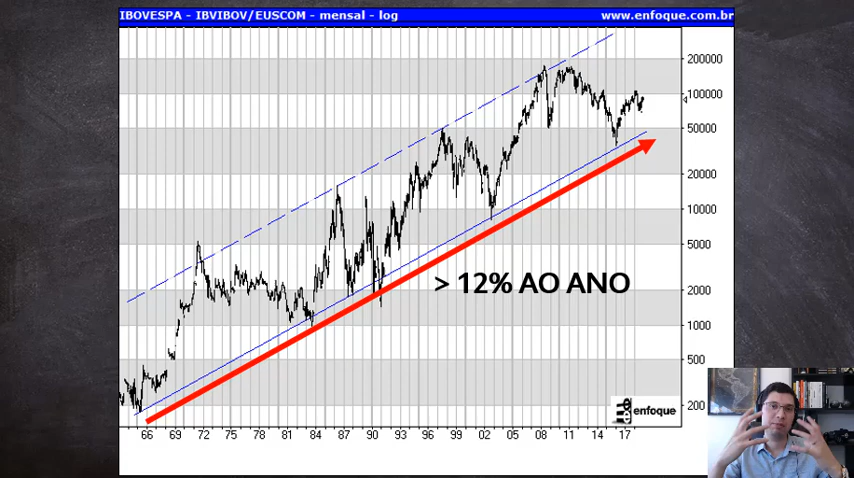 IBOVESPA - IBVIBOV/EUSCOM - mensal - log
www.enfoque.com.br
200000
100000
50000
20000
10000
5000
2000
1000
500
200
> 12% AO ANO
enfoque
66 69 72 75 78 81 84 87 90 93 96 99 02 05 08 11 14 17